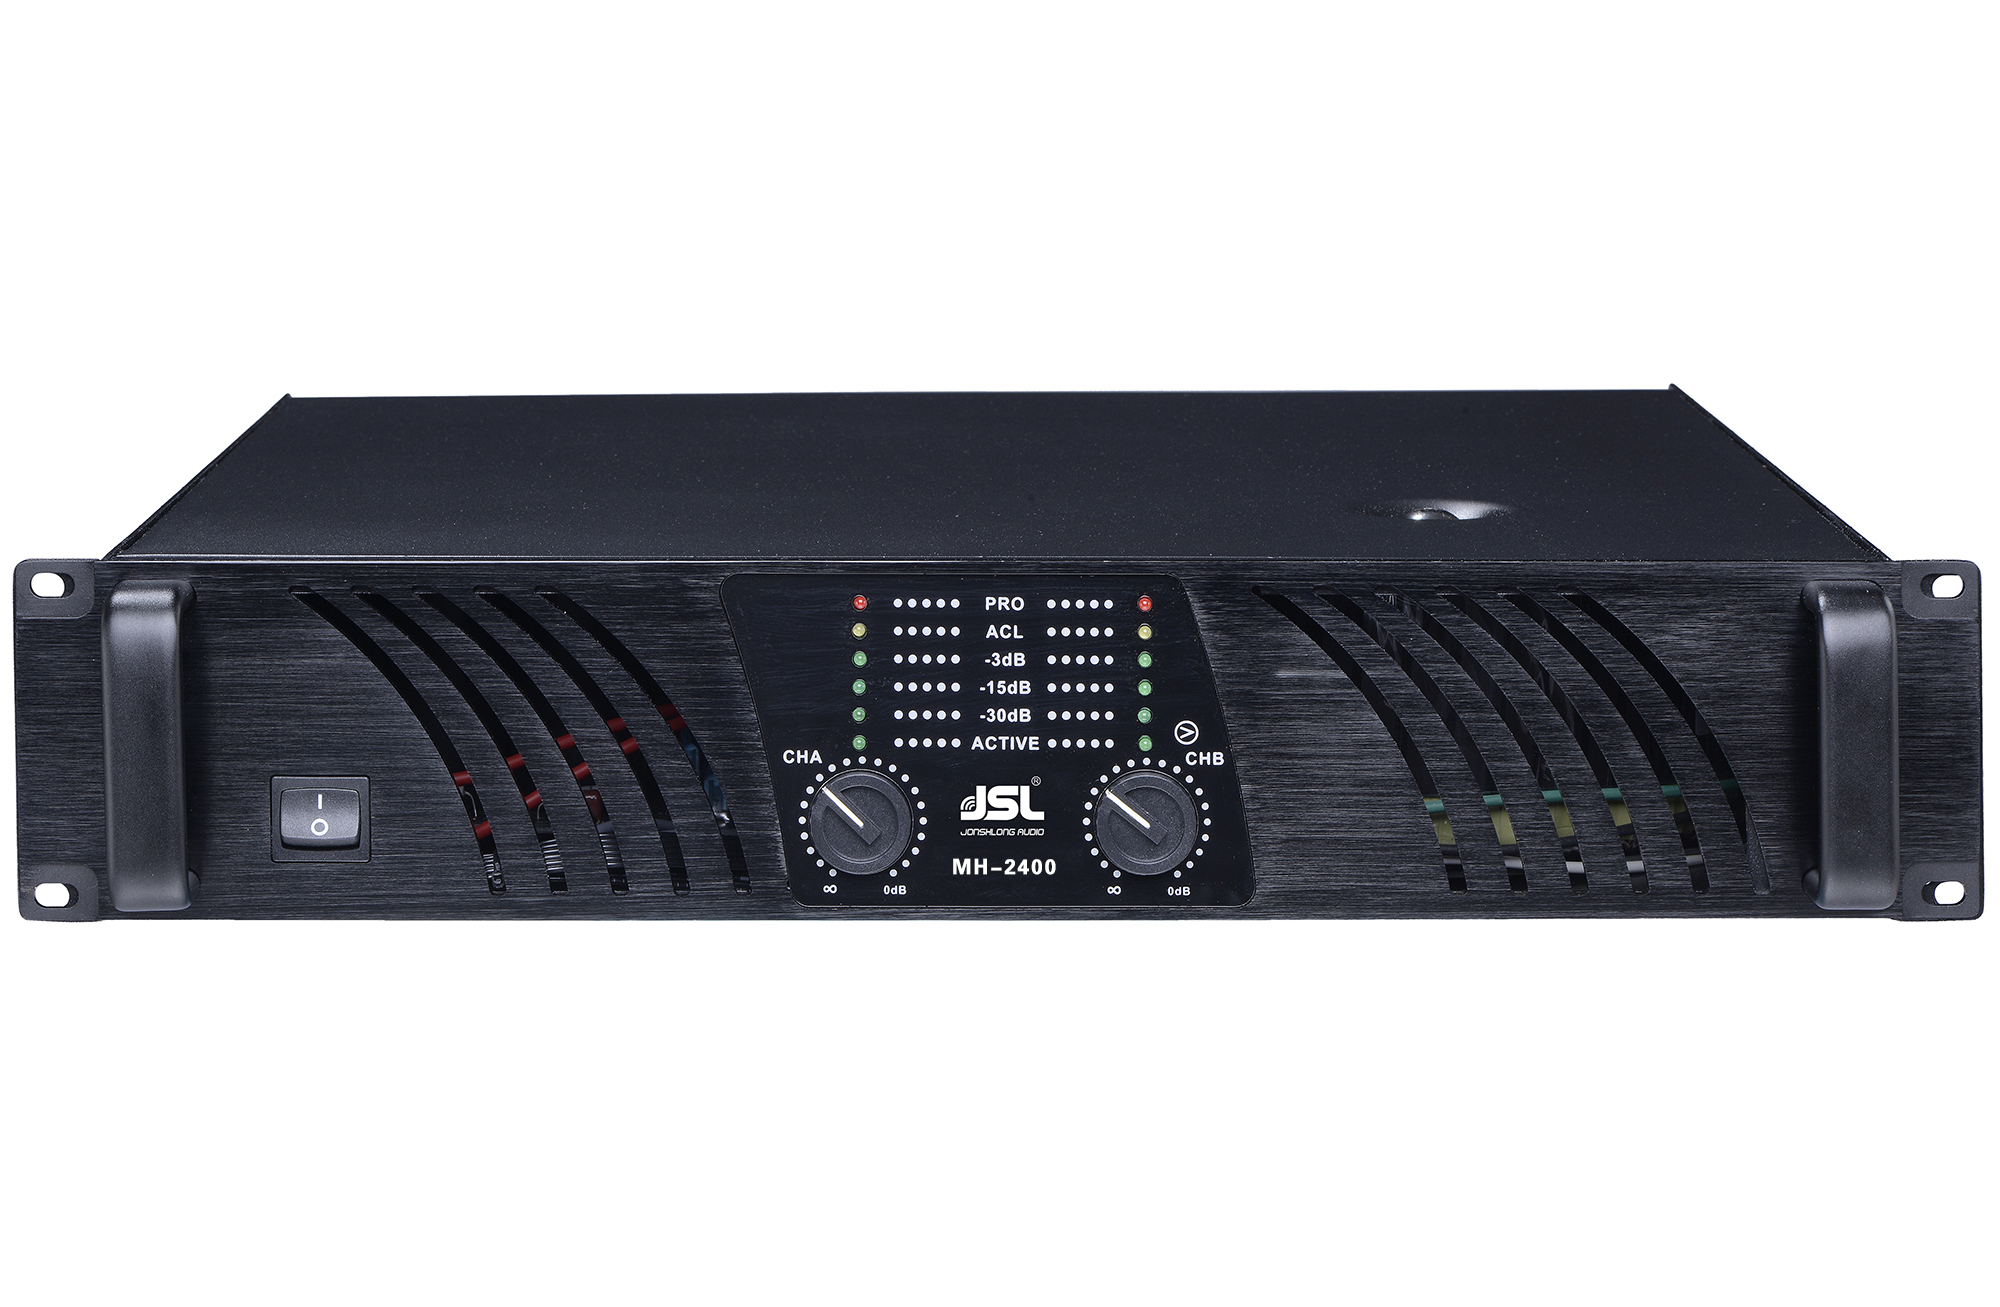 PRO
ACL
-3dB
-15dB
-30dB
ACTIVE
CHA
CHB
JSL®
JONSHLONG AUDIO
MH-2400
∞ 0dB
∞ 0dB
I
O